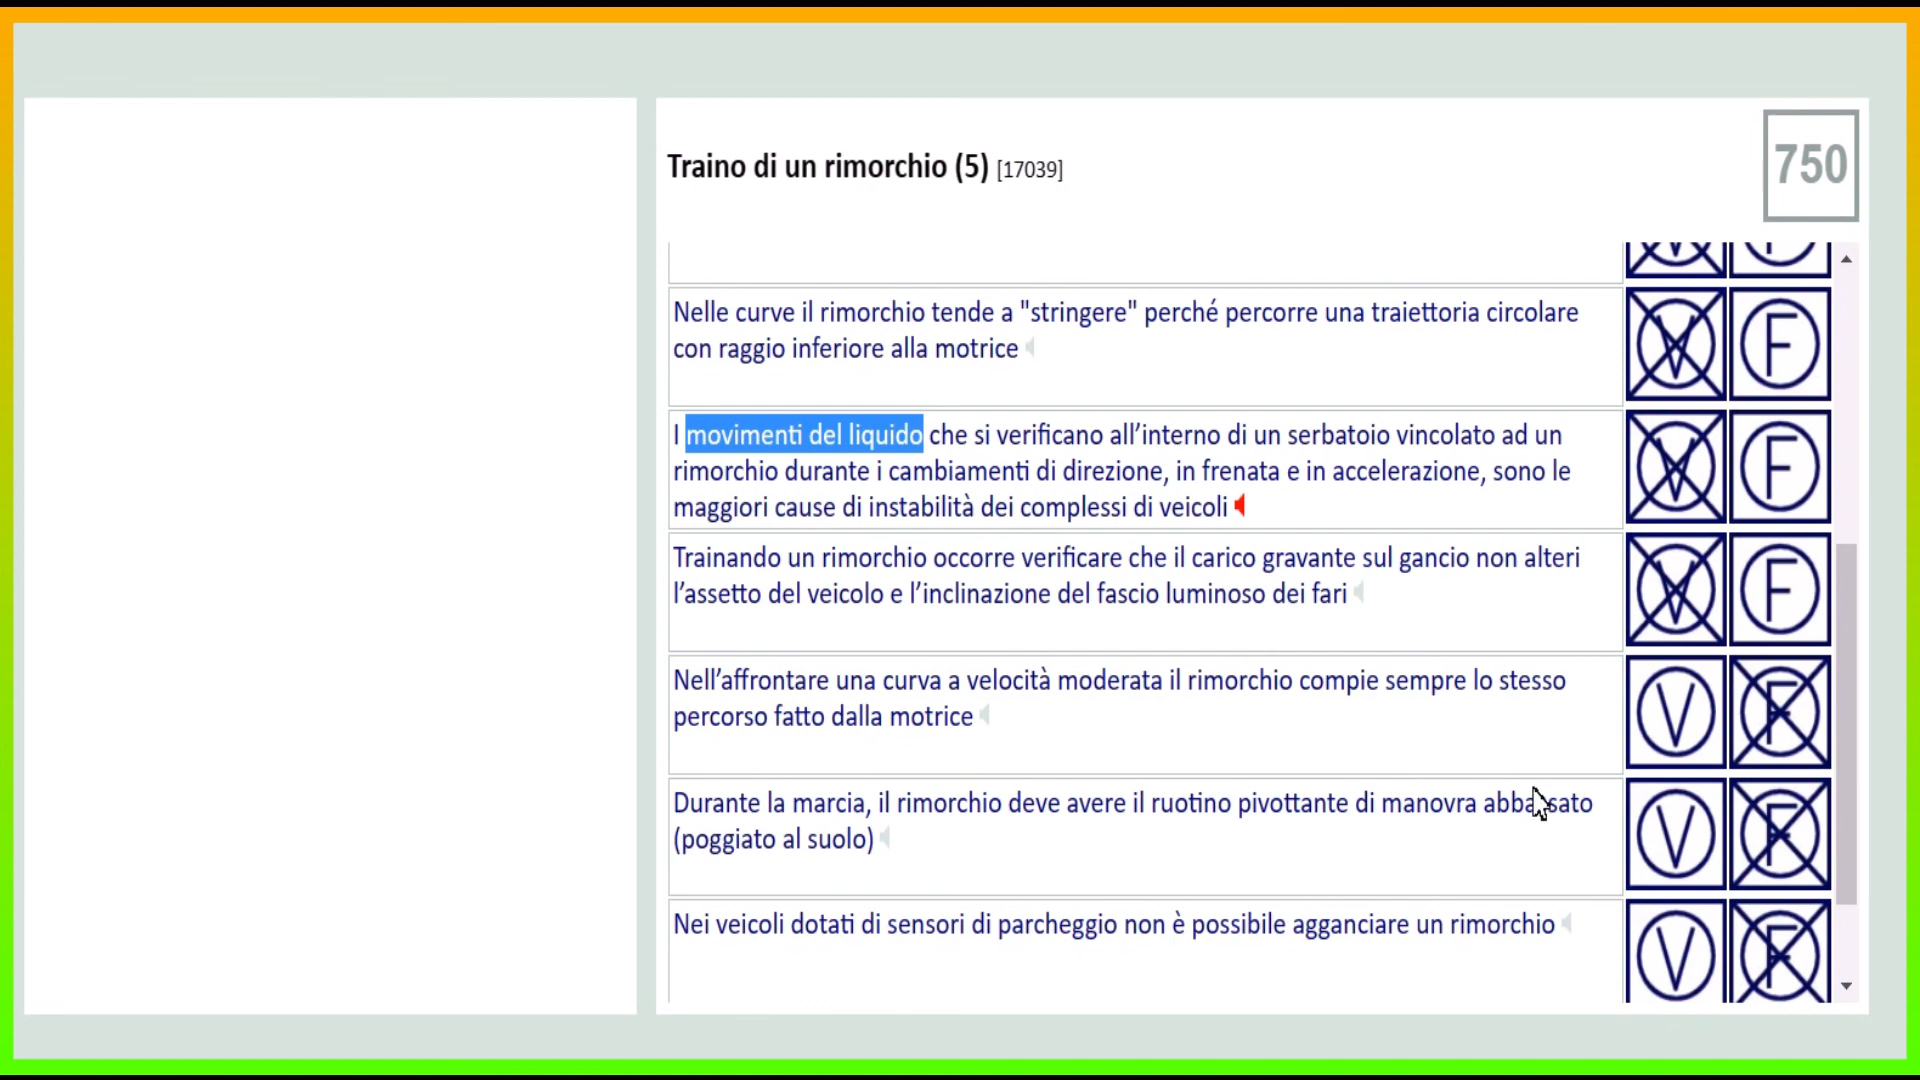 Traino di un rimorchio (5) [17039]
750
V F
Nelle curve il rimorchio tende a "stringere" perché percorre una traiettoria circolare
con raggio inferiore alla motrice
V F
I movimenti del liquido che si verificano all’interno di un serbatoio vincolato ad un
rimorchio durante i cambiamenti di direzione, in frenata e in accelerazione, sono le
maggiori cause di instabilità dei complessi di veicoli
V F
Trainando un rimorchio occorre verificare che il carico gravante sul gancio non alteri
l’assetto del veicolo e l’inclinazione del fascio luminoso dei fari
V F
Nell’affrontare una curva a velocità moderata il rimorchio compie sempre lo stesso
percorso fatto dalla motrice
V F
Durante la marcia, il rimorchio deve avere il ruotino pivottante di manovra abbassato
(poggiato al suolo)
V F
Nei veicoli dotati di sensori di parcheggio non è possibile agganciare un rimorchio
V F